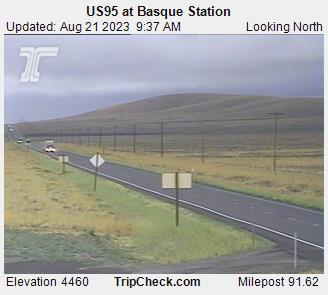 US95 at Basque Station
Updated: Aug 21 2023 9:37 AM Looking North
Elevation 4460 TripCheck.com Milepost 91.62